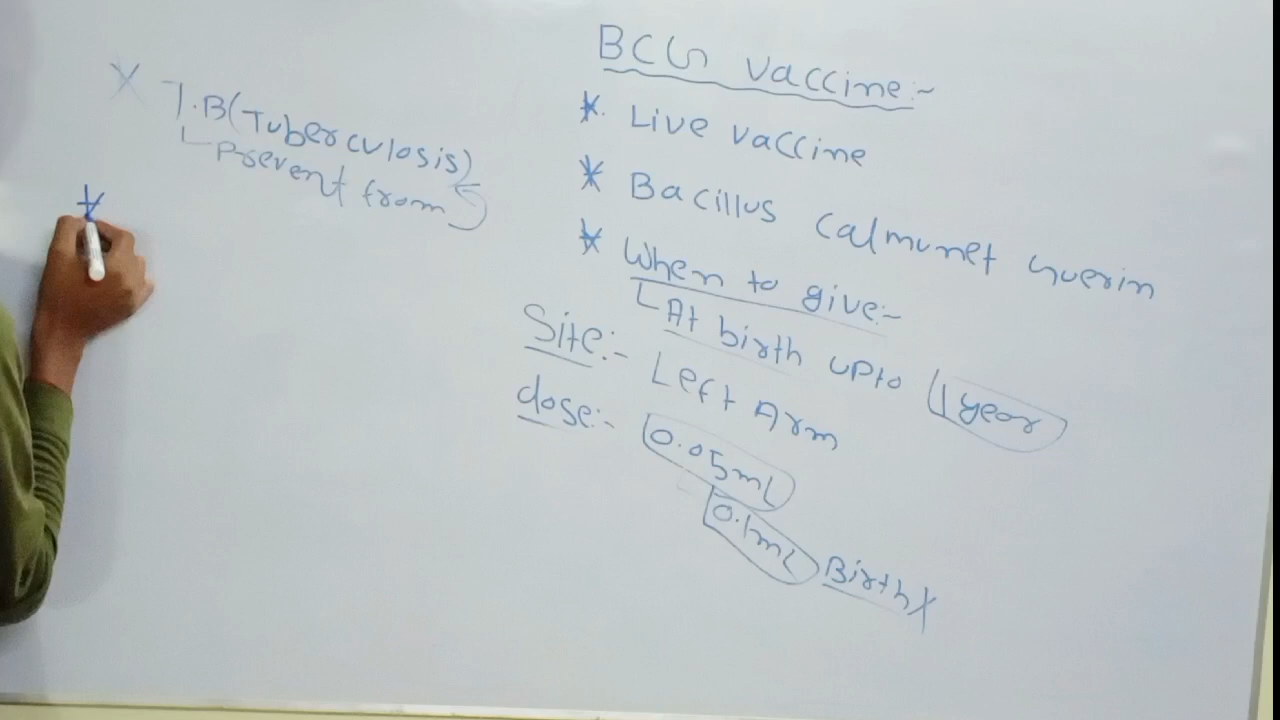 BCG vaccine:-
* Live vaccine
* Bacillus Calmunet Guerin
* When to give:-
At birth upto 1 year
Site:- Left Arm
dose:- 0.05mL
0.1mL Birth X
* T.B (Tuberculosis)
Prevent from
*